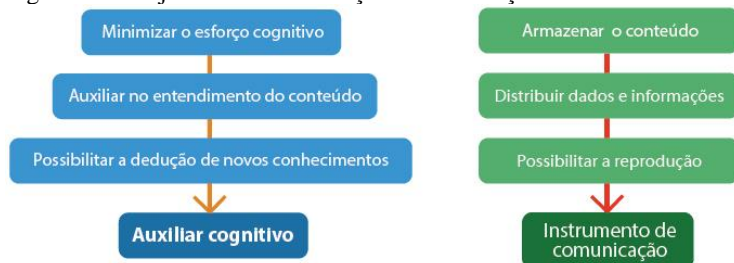 Minimizar o esforço cognitivo
Auxiliar no entendimento do conteúdo
Possibilitar a dedução de novos conhecimentos
Auxiliar cognitivo
Armazenar o conteúdo
Distribuir dados e informações
Possibilitar a reprodução
Instrumento de
comunicação